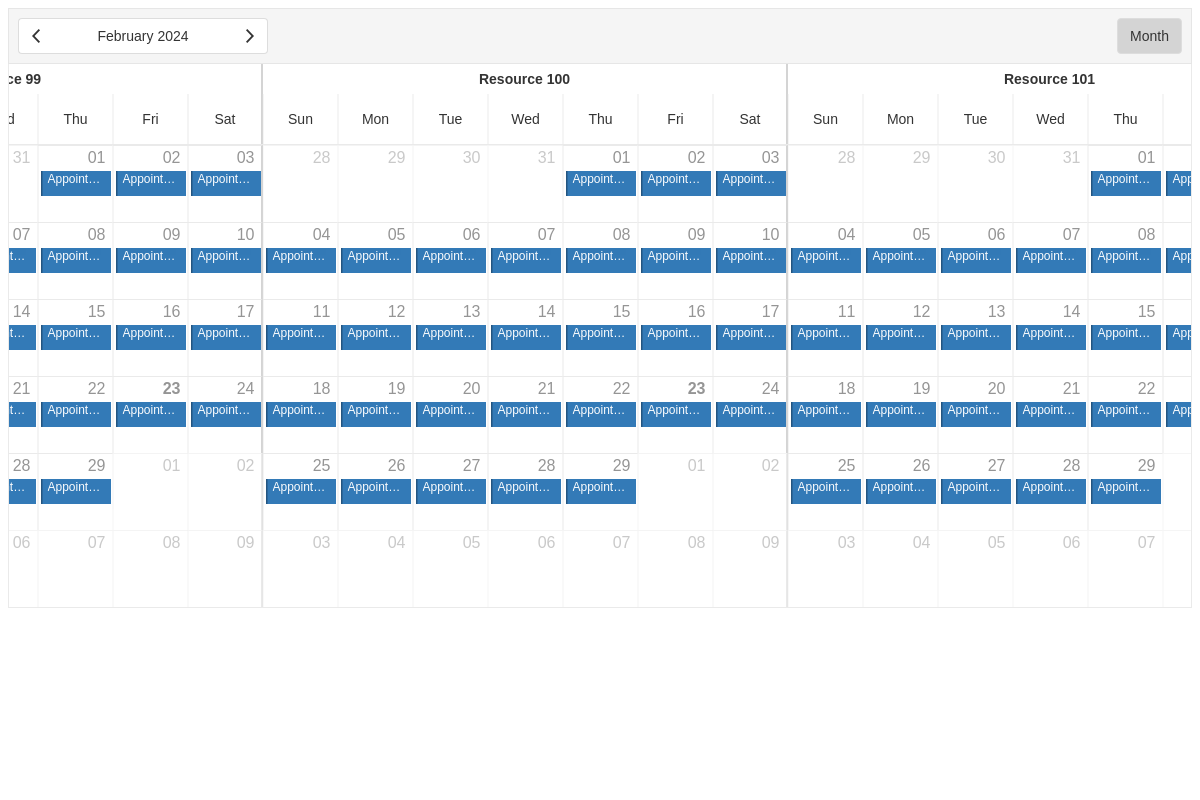 February 2024 Month
ce 99 Resource 100 Resource 101
d Thu Fri Sat Sun Mon Tue Wed Thu Fri Sat Sun Mon Tue Wed Thu
31 01 02 03 28 29 30 31 01 02 03 28 29 30 31 01
Appoint… Appoint… Appoint… Appoint… Appoint… Appoint… Appoint… App
07 08 09 10 04 05 06 07 08 09 10 04 05 06 07 08
t… Appoint… Appoint… Appoint… Appoint… Appoint… Appoint… Appoint… Appoint… Appoint… Appoint… Appoint… Appoint… Appoint… Appoint… Appoint… App
14 15 16 17 11 12 13 14 15 16 17 11 12 13 14 15
t… Appoint… Appoint… Appoint… Appoint… Appoint… Appoint… Appoint… Appoint… Appoint… Appoint… Appoint… Appoint… Appoint… Appoint… Appoint… App
21 22 23 24 18 19 20 21 22 23 24 18 19 20 21 22
t… Appoint… Appoint… Appoint… Appoint… Appoint… Appoint… Appoint… Appoint… Appoint… Appoint… Appoint… Appoint… Appoint… Appoint… Appoint… App
28 29 01 02 25 26 27 28 29 01 02 25 26 27 28 29
t… Appoint… Appoint… Appoint… Appoint… Appoint… Appoint… Appoint… Appoint… Appoint… Appoint… Appoint…
06 07 08 09 03 04 05 06 07 08 09 03 04 05 06 07